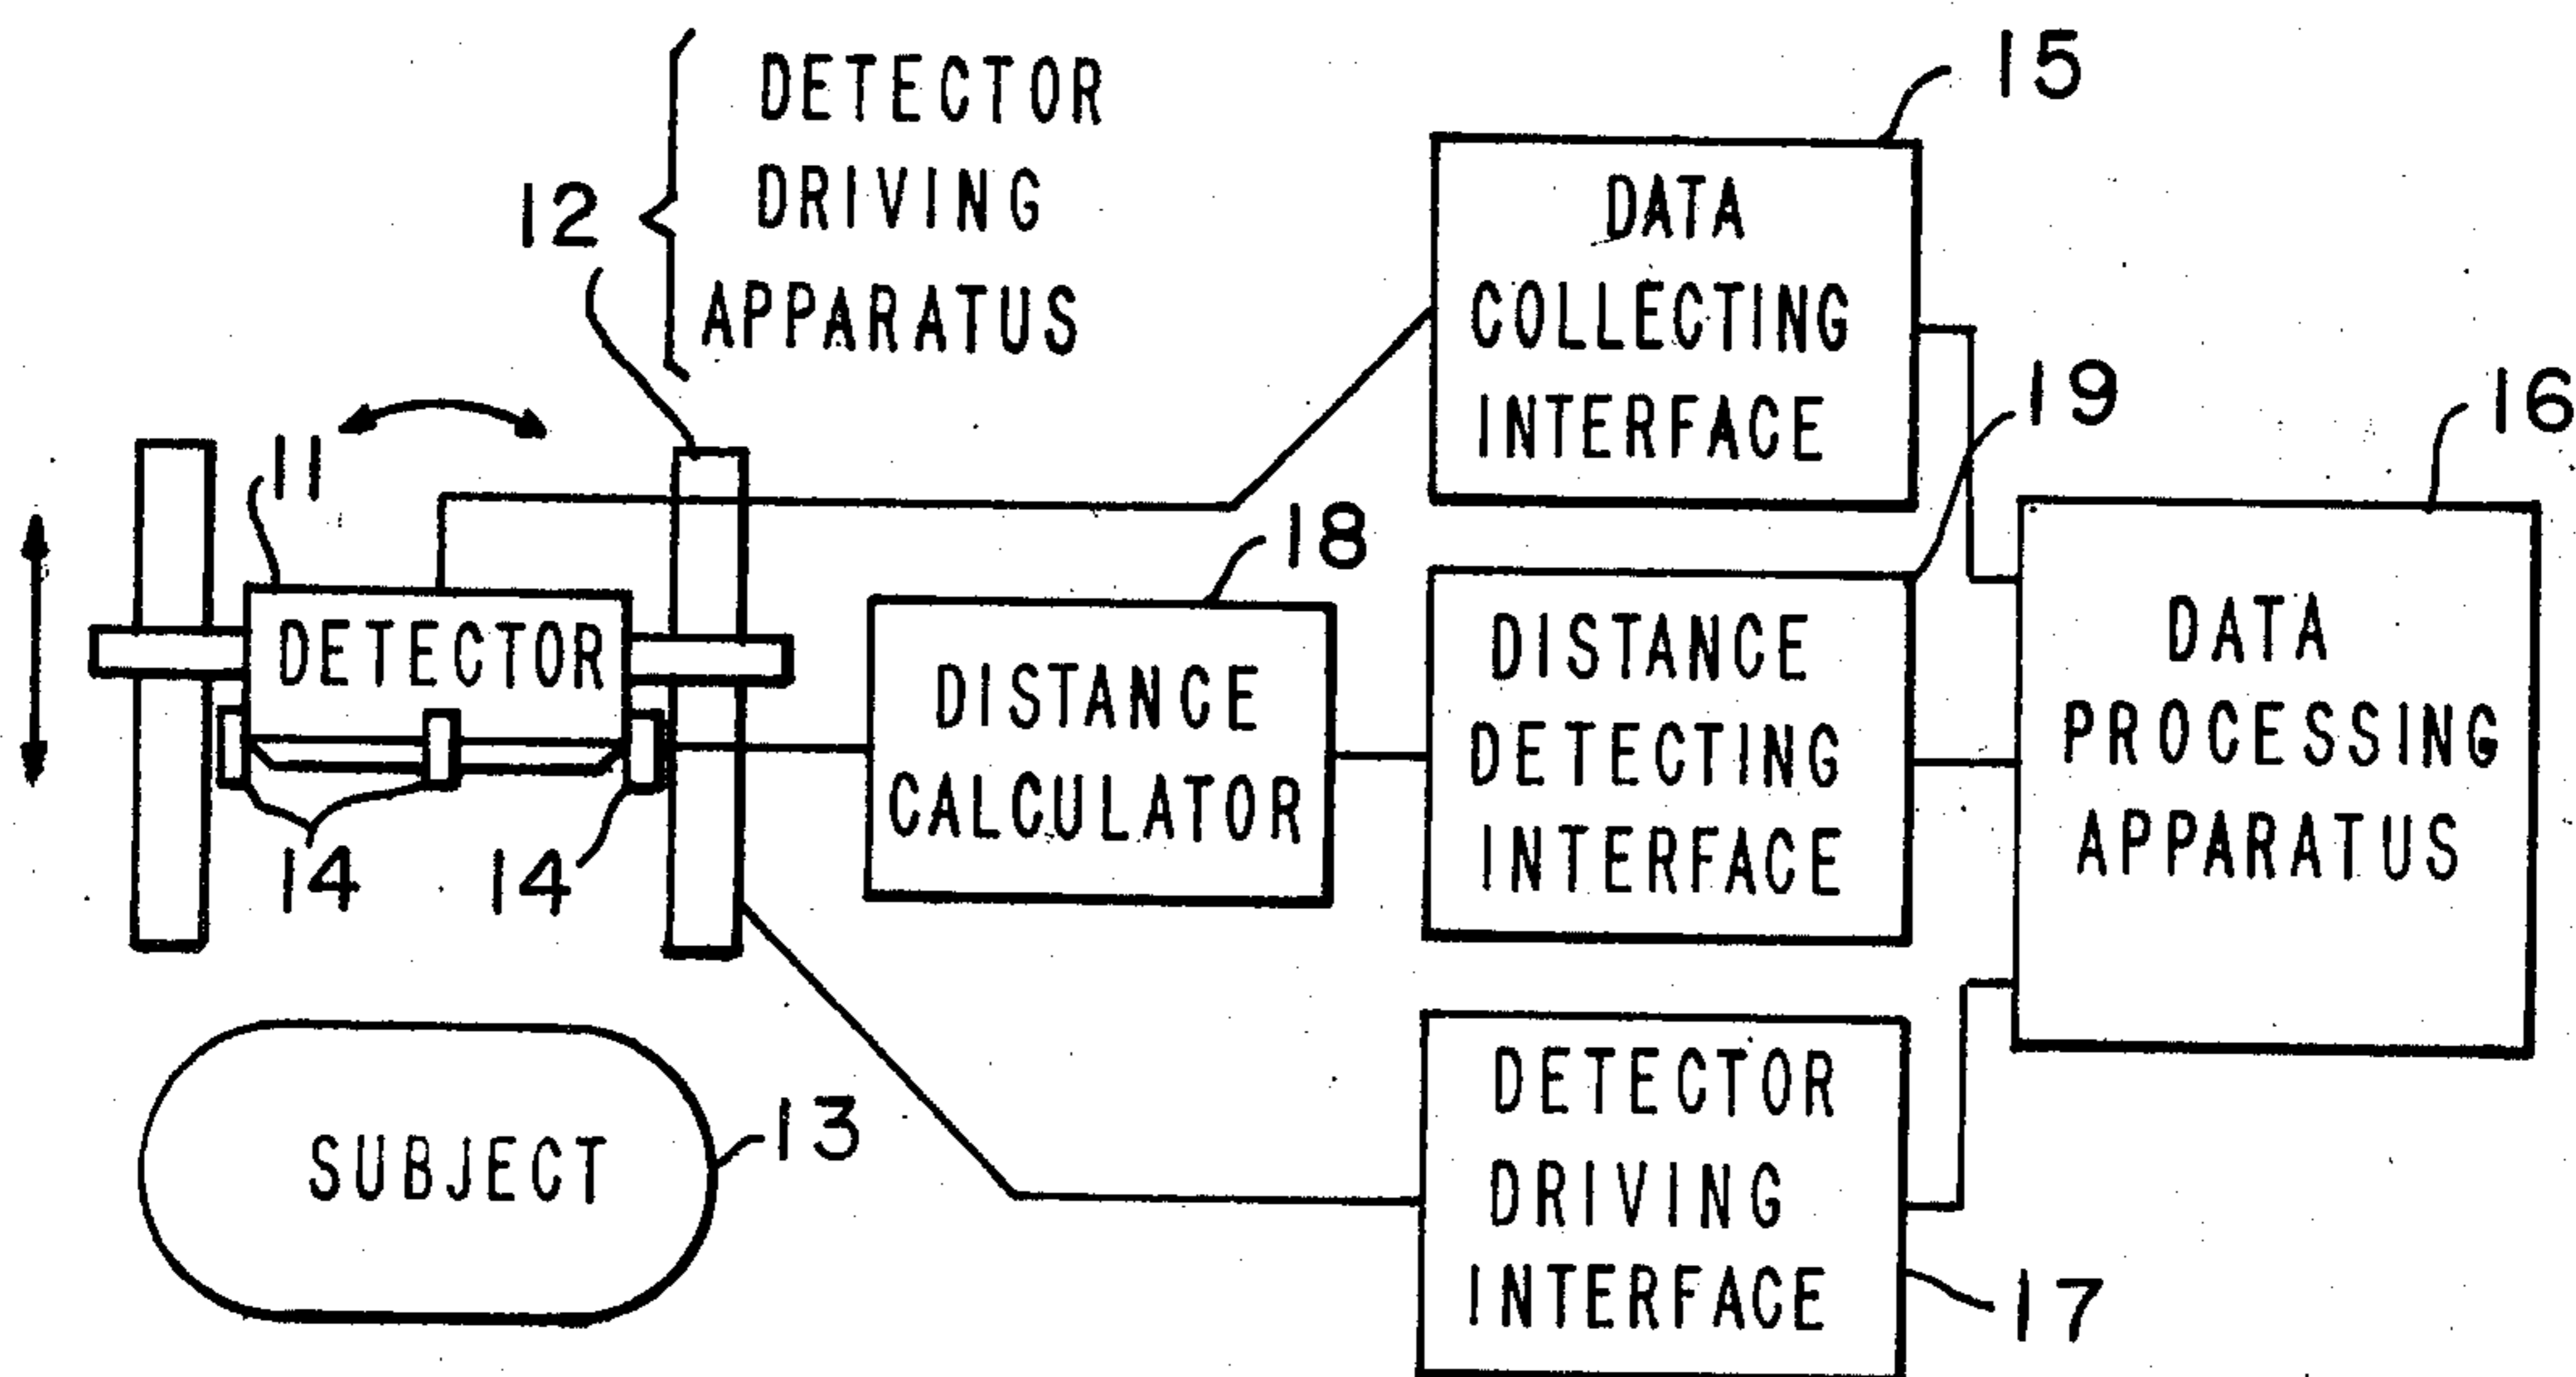 DETECTOR
DRIVING
APPARATUS
12
15
DATA
COLLECTING
INTERFACE
19
16
11
DETECTOR
14
14
18
DISTANCE
CALCULATOR
DISTANCE
DETECTING
INTERFACE
DATA
PROCESSING
APPARATUS
SUBJECT
13
DETECTOR
DRIVING
INTERFACE
17